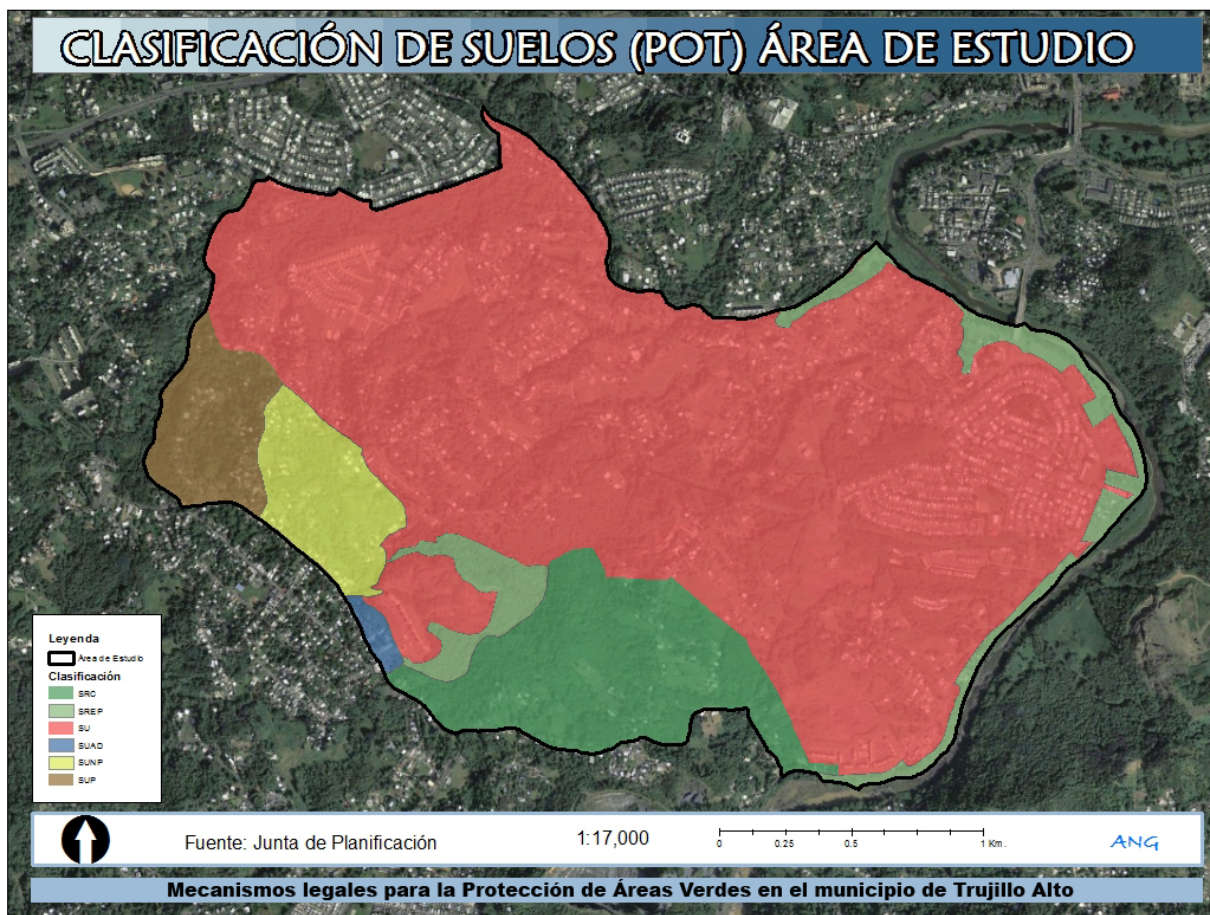 CLASIFICACIÓN DE SUELOS (POT) ÁREA DE ESTUDIO
Leyenda
Área de Estudio
Clasificación
SRC
SREP
SU
SUAD
SUNP
SUP
Fuente: Junta de Planificación
1:17,000
0 0.25 0.5 1 Km.
ANG
Mecanismos legales para la Protección de Áreas Verdes en el municipio de Trujillo Alto